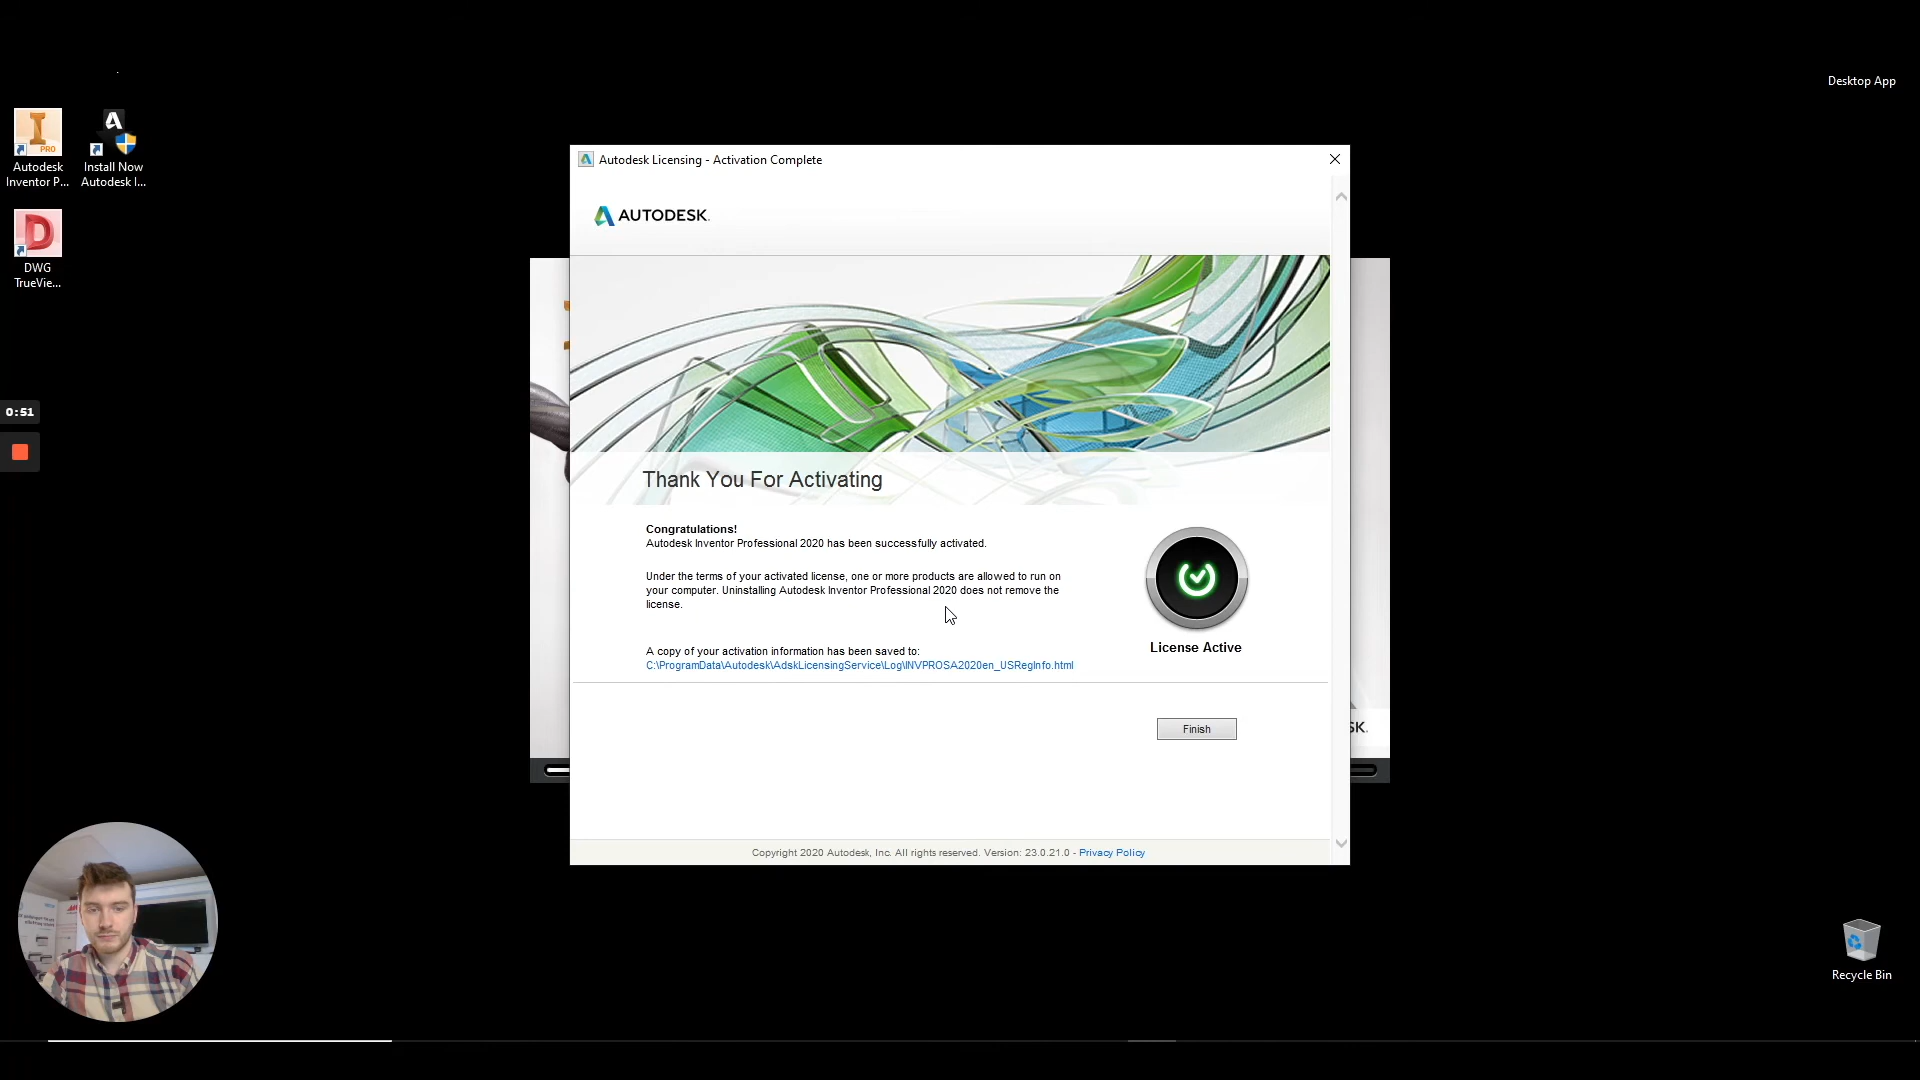 Desktop App
Autodesk
Inventor P...
Install Now
Autodesk I...
DWG
TrueVie...
0:51
Autodesk Licensing - Activation Complete
AUTODESK.
Thank You For Activating
Congratulations!
Autodesk Inventor Professional 2020 has been successfully activated.
Under the terms of your activated license, one or more products are allowed to run on
your computer. Uninstalling Autodesk Inventor Professional 2020 does not remove the
license.
A copy of your activation information has been saved to:
C:\ProgramData\Autodesk\AdskLicensingService\Log\INVPROSA2020en_USRegInfo.html
License Active
Finish
SK.
Copyright 2020 Autodesk, Inc. All rights reserved. Version: 23.0.21.0 - Privacy Policy
Recycle Bin
PRO